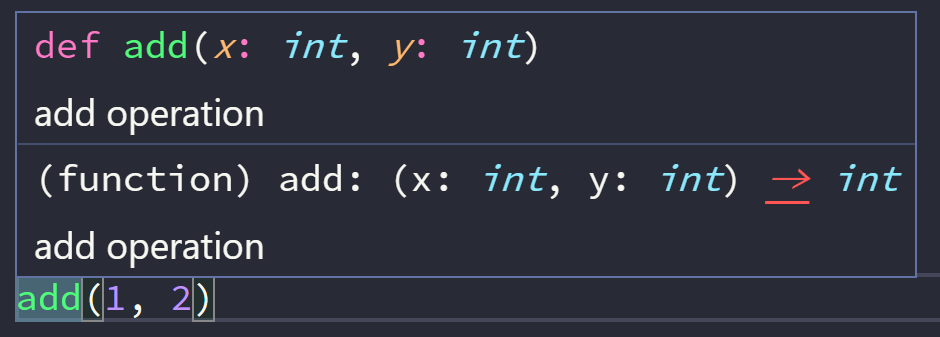 def add(x: int, y: int)
add operation
(function) add: (x: int, y: int) → int
add operation
add(1, 2)